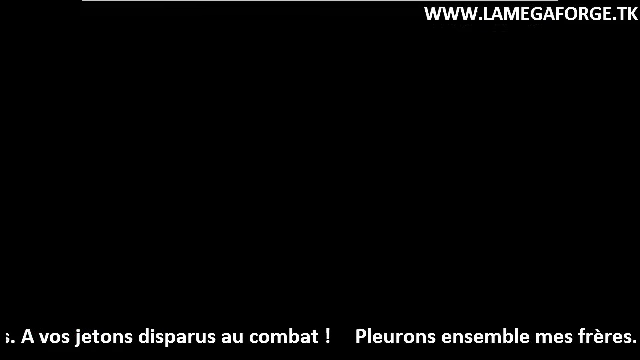 WWW.LAMEGAFORGE.TK
s. A vos jetons disparus au combat ! Pleurons ensemble mes frères.